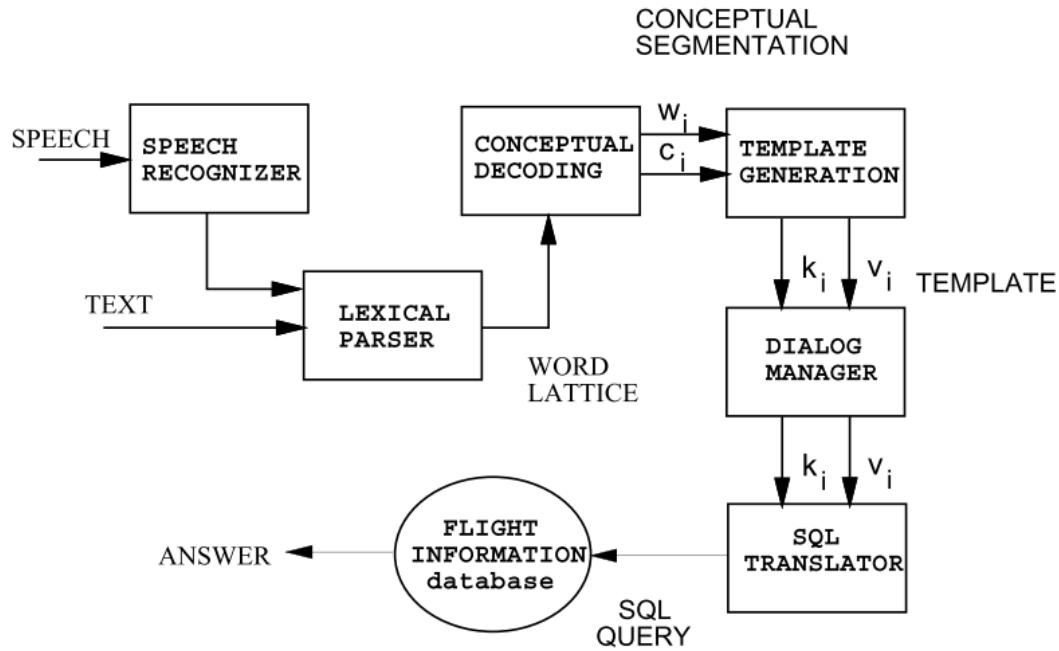 CONCEPTUAL
SEGMENTATION
SPEECH
SPEECH
RECOGNIZER
CONCEPTUAL
DECODING
w i
c i
TEMPLATE
GENERATION
TEXT
LEXICAL
PARSER
WORD
LATTICE
k i
v i
TEMPLATE
DIALOG
MANAGER
k i
v i
SQL
TRANSLATOR
SQL
QUERY
FLIGHT
INFORMATION
database
ANSWER